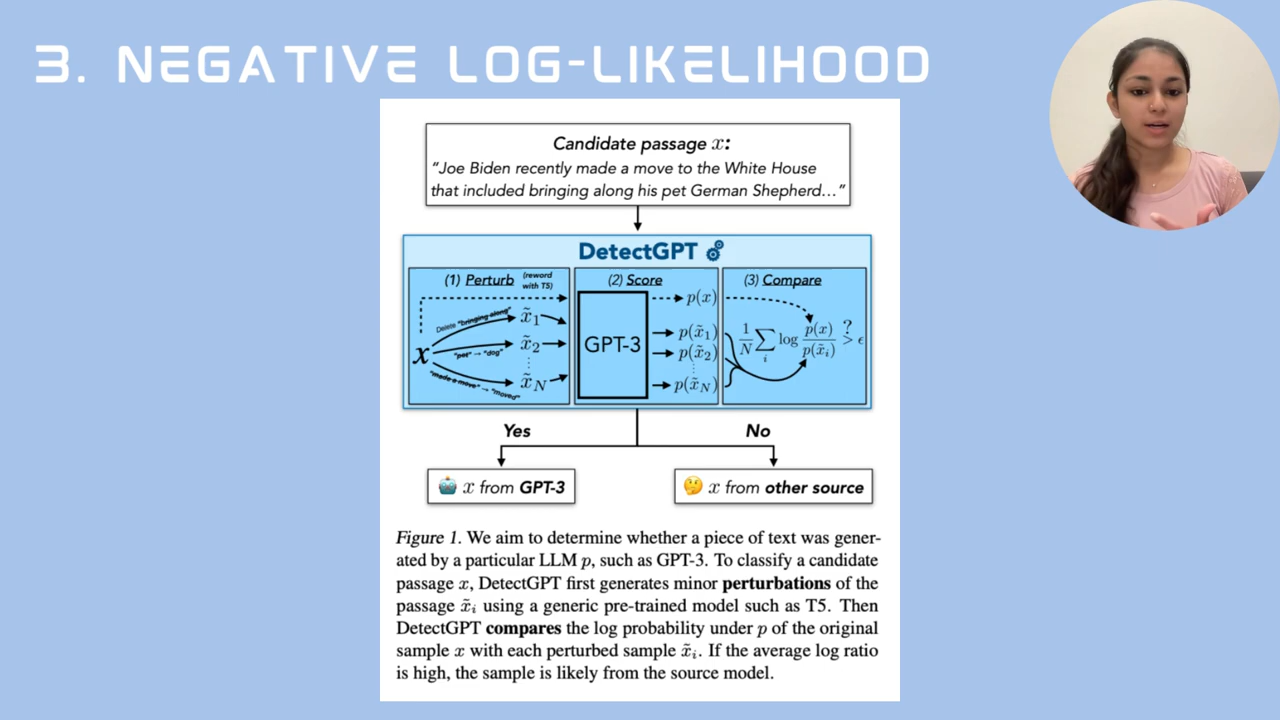 3. NEGATIVE LOG-LIKELIHOOD
Candidate passage x:
"Joe Biden recently made a move to the White House
that included bringing along his pet German Shepherd…"
DetectGPT
(1) Perturb (reword with T5)
Delete "bringing along"
"pet" → "dog"
"made a move" → "moved"
x
x̃₁
x̃₂
⋮
x̃_N
(2) Score
GPT-3
p(x)
p(x̃₁)
p(x̃₂)
⋮
p(x̃_N)
(3) Compare
1/N ∑_i log p(x)/p(x̃_i) ?> ϵ
Yes
No
🤖 x from GPT-3
🤔 x from other source
Figure 1. We aim to determine whether a piece of text was gener-
ated by a particular LLM p, such as GPT-3. To classify a candidate
passage x, DetectGPT first generates minor perturbations of the
passage x̃_i using a generic pre-trained model such as T5. Then
DetectGPT compares the log probability under p of the original
sample x with each perturbed sample x̃_i. If the average log ratio
is high, the sample is likely from the source model.